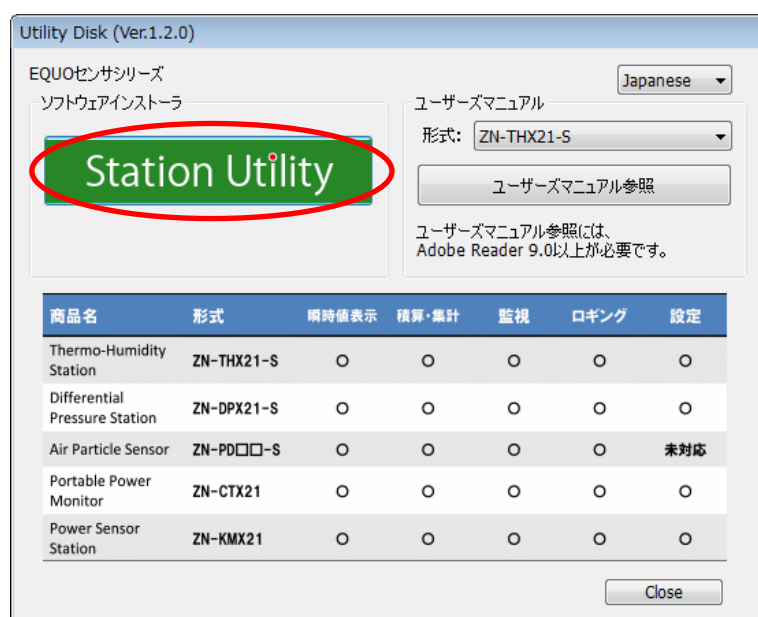 Utility Disk (Ver.1.2.0)
EQUOセンサシリーズ
Japanese
ソフトウェアインストーラ
Station Utility
ユーザーズマニュアル
形式: ZN-THX21-S
ユーザーズマニュアル参照
ユーザーズマニュアル参照には、
Adobe Reader 9.0以上が必要です。
商品名 形式 瞬時値表示 積算・集計 監視 ロギング 設定
Thermo-Humidity
Station ZN-THX21-S ○ ○ ○ ○ ○
Differential
Pressure Station ZN-DPX21-S ○ ○ ○ ○ ○
Air Particle Sensor ZN-PD□□-S ○ ○ ○ ○ 未対応
Portable Power
Monitor ZN-CTX21 ○ ○ ○ ○ ○
Power Sensor
Station ZN-KMX21 ○ ○ ○ ○ ○
Close